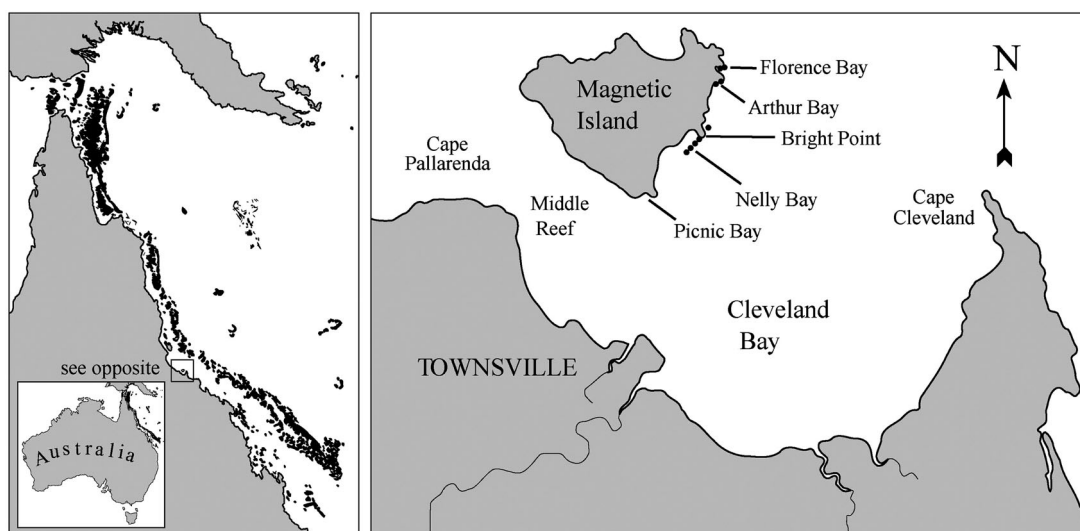 see opposite
Australia
Magnetic
Island
Florence Bay
Arthur Bay
Bright Point
Nelly Bay
Picnic Bay
Cape
Pallarenda
Middle
Reef
Cape
Cleveland
N
Cleveland
Bay
TOWNSVILLE